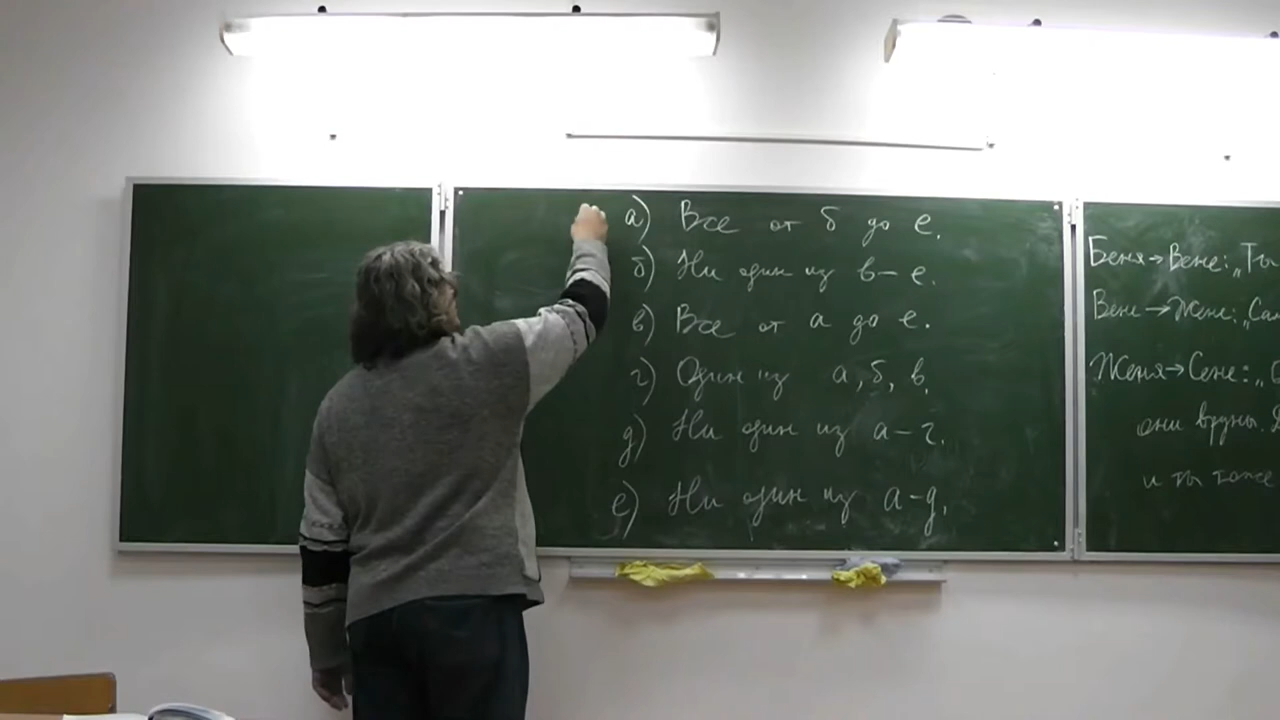 а) Все от б до е.
б) Ни один из в – е.
в) Все от а до е.
г) Один из а, б, в.
д) Ни один из а – г.
е) Ни один из а – д.
Беня → Вене: „Ты
Вене → Жене: „Сам
Женя → Сене: „
они вруны.
и ты тоже